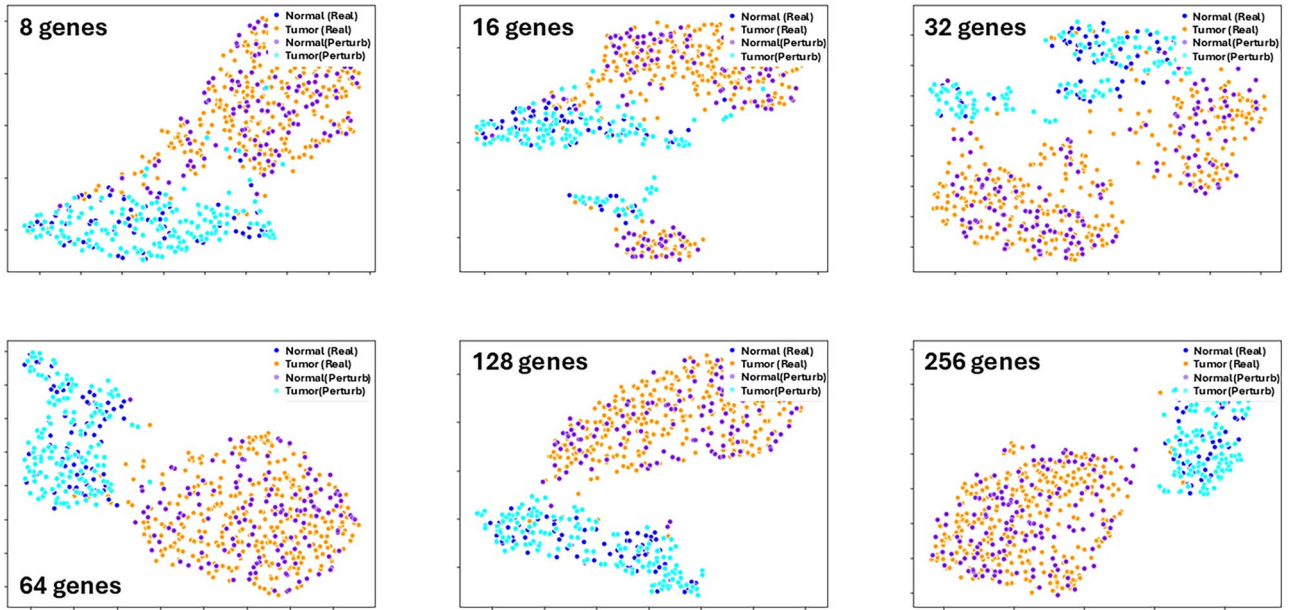 8 genes
Normal (Real)
Tumor (Real)
Normal(Perturb)
Tumor(Perturb)
16 genes
Normal (Real)
Tumor (Real)
Normal(Perturb)
Tumor(Perturb)
32 genes
Normal (Real)
Tumor (Real)
Normal(Perturb)
Tumor(Perturb)
64 genes
Normal (Real)
Tumor (Real)
Normal(Perturb)
Tumor(Perturb)
128 genes
Normal (Real)
Tumor (Real)
Normal(Perturb)
Tumor(Perturb)
256 genes
Normal (Real)
Tumor (Real)
Normal(Perturb)
Tumor(Perturb)